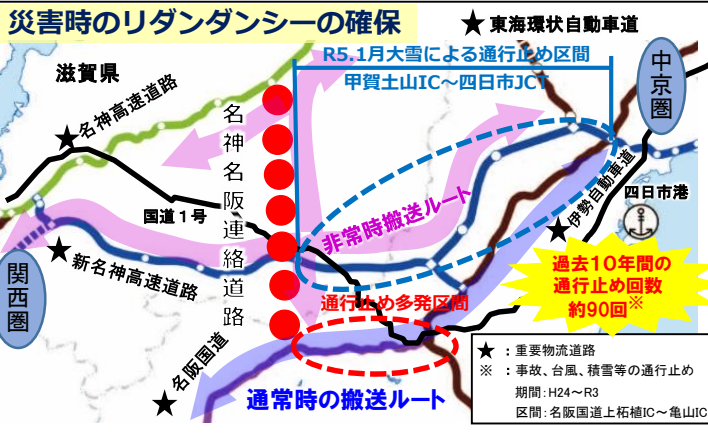 災害時のリダンダンシーの確保
★ 東海環状自動車道
R5.1月大雪による通行止め区間
甲賀土山IC～四日市JCT
中京圏
滋賀県
★ 名神高速道路
名神名阪連絡道路
国道1号
非常時搬送ルート
★ 伊勢自動車道
四日市港
★ 新名神高速道路
関西圏
通行止め多発区間
過去10年間の
通行止め回数
約90回※
★ 名阪国道
通常時の搬送ルート
★ : 重要物流道路
※ : 事故、台風、積雪等の通行止め
期間:H24～R3
区間:名阪国道上柘植IC～亀山IC